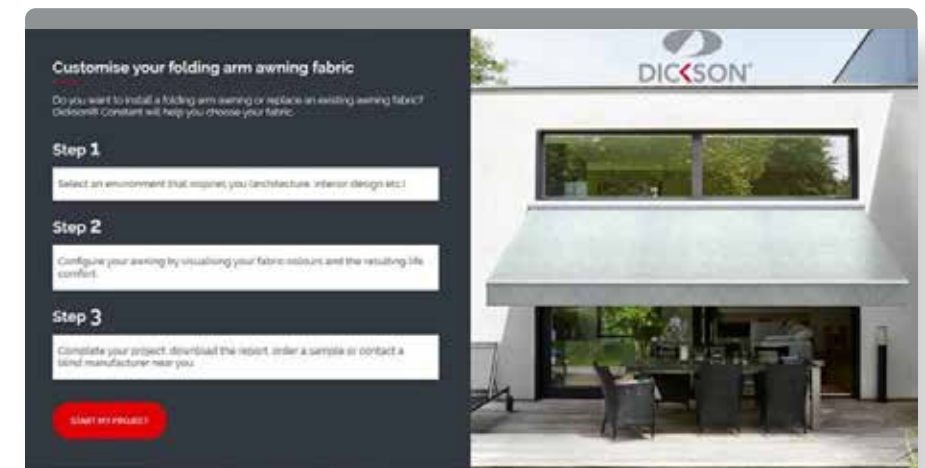 DICKSON®
Customise your folding arm awning fabric
Do you want to install a folding arm awning or replace an existing awning fabric?
Dickson® Constant will help you choose your fabric.
Step 1
Select an environment that inspires you (architecture, interior design etc.)
Step 2
Configure your awning by visualising your fabric colours and the resulting life
comfort.
Step 3
Complete your project, download the report, order a sample or contact a
blind manufacturer near you.
START MY PROJECT